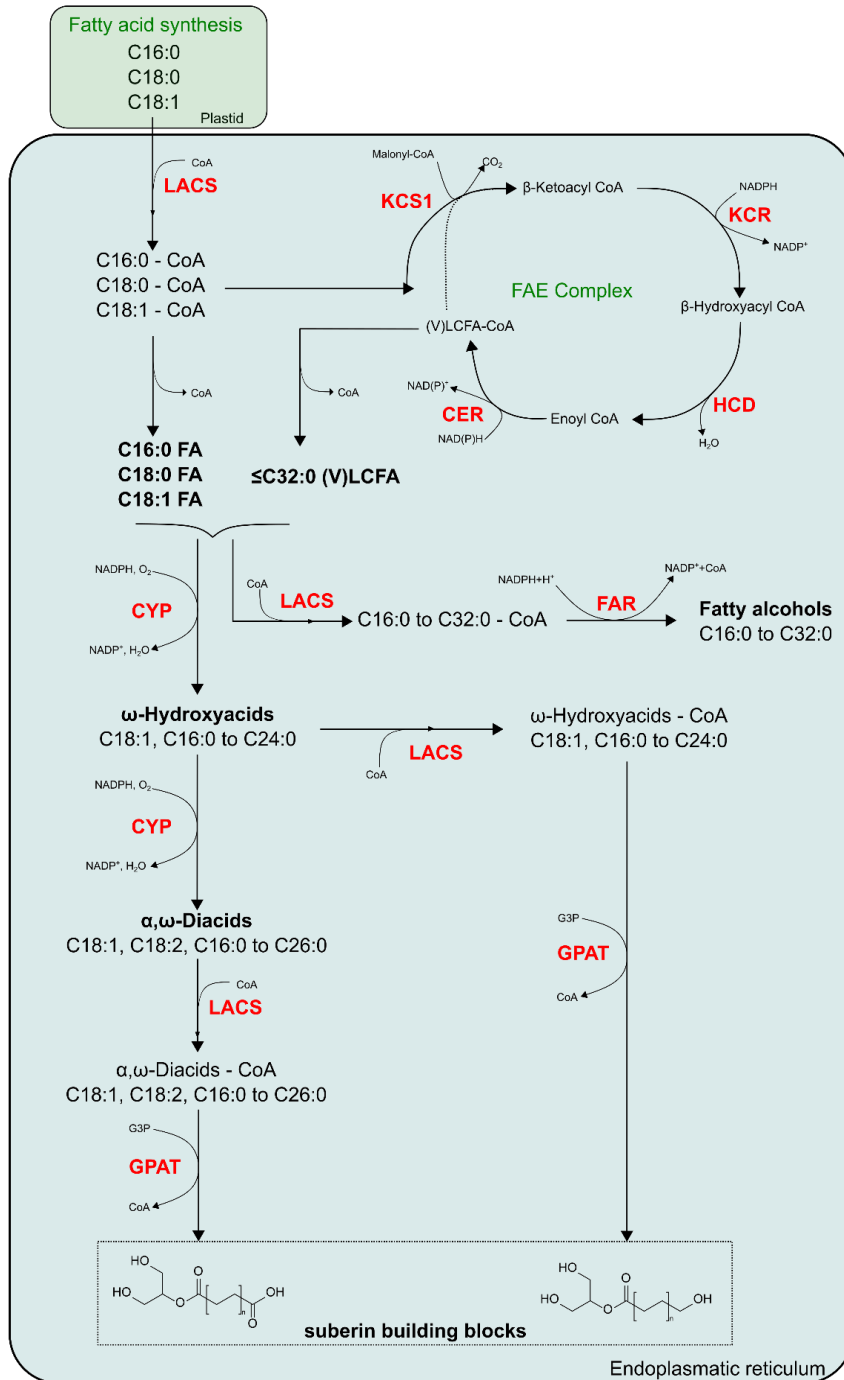 Fatty acid synthesis
C16:0
C18:0
C18:1
Plastid
CoA
LACS
C16:0 - CoA
C18:0 - CoA
C18:1 - CoA
Malonyl-CoA
CO₂
KCS1
β-Ketoacyl CoA
NADPH
KCR
NADP⁺
FAE Complex
β-Hydroxyacyl CoA
(V)LCFA-CoA
HCD
H₂O
Enoyl CoA
NAD(P)⁺
CER
NAD(P)H
CoA
CoA
C16:0 FA
C18:0 FA
C18:1 FA
≤C32:0 (V)LCFA
NADPH, O₂
CYP
NADP⁺, H₂O
CoA
LACS
C16:0 to C32:0 - CoA
NADPH+H⁺
FAR
NADP⁺+CoA
Fatty alcohols
C16:0 to C32:0
ω-Hydroxyacids
C18:1, C16:0 to C24:0
CoA
LACS
ω-Hydroxyacids - CoA
C18:1, C16:0 to C24:0
NADPH, O₂
CYP
NADP⁺, H₂O
α,ω-Diacids
C18:1, C18:2, C16:0 to C26:0
G3P
GPAT
CoA
CoA
LACS
α,ω-Diacids - CoA
C18:1, C18:2, C16:0 to C26:0
G3P
GPAT
CoA
HO
HO
O
O
n
OH
O
HO
HO
O
O
n
OH
suberin building blocks
Endoplasmatic reticulum